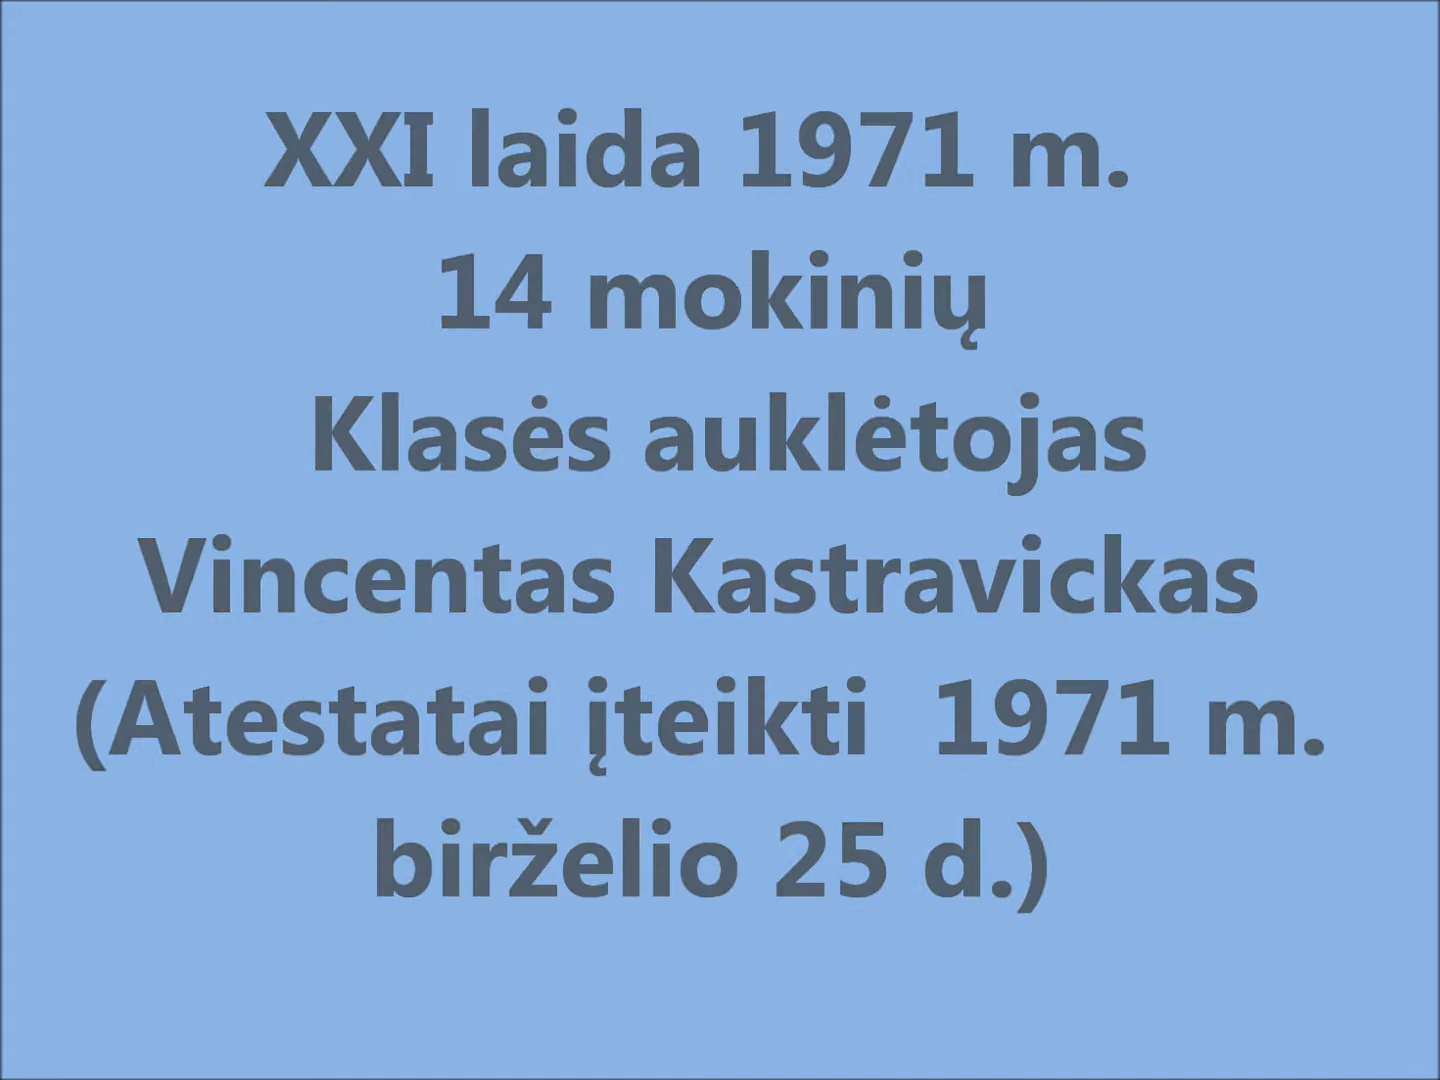 XXI laida 1971 m.
14 mokinių
Klasės auklėtojas
Vincentas Kastravickas
(Atestatai įteikti 1971 m.
birželio 25 d.)